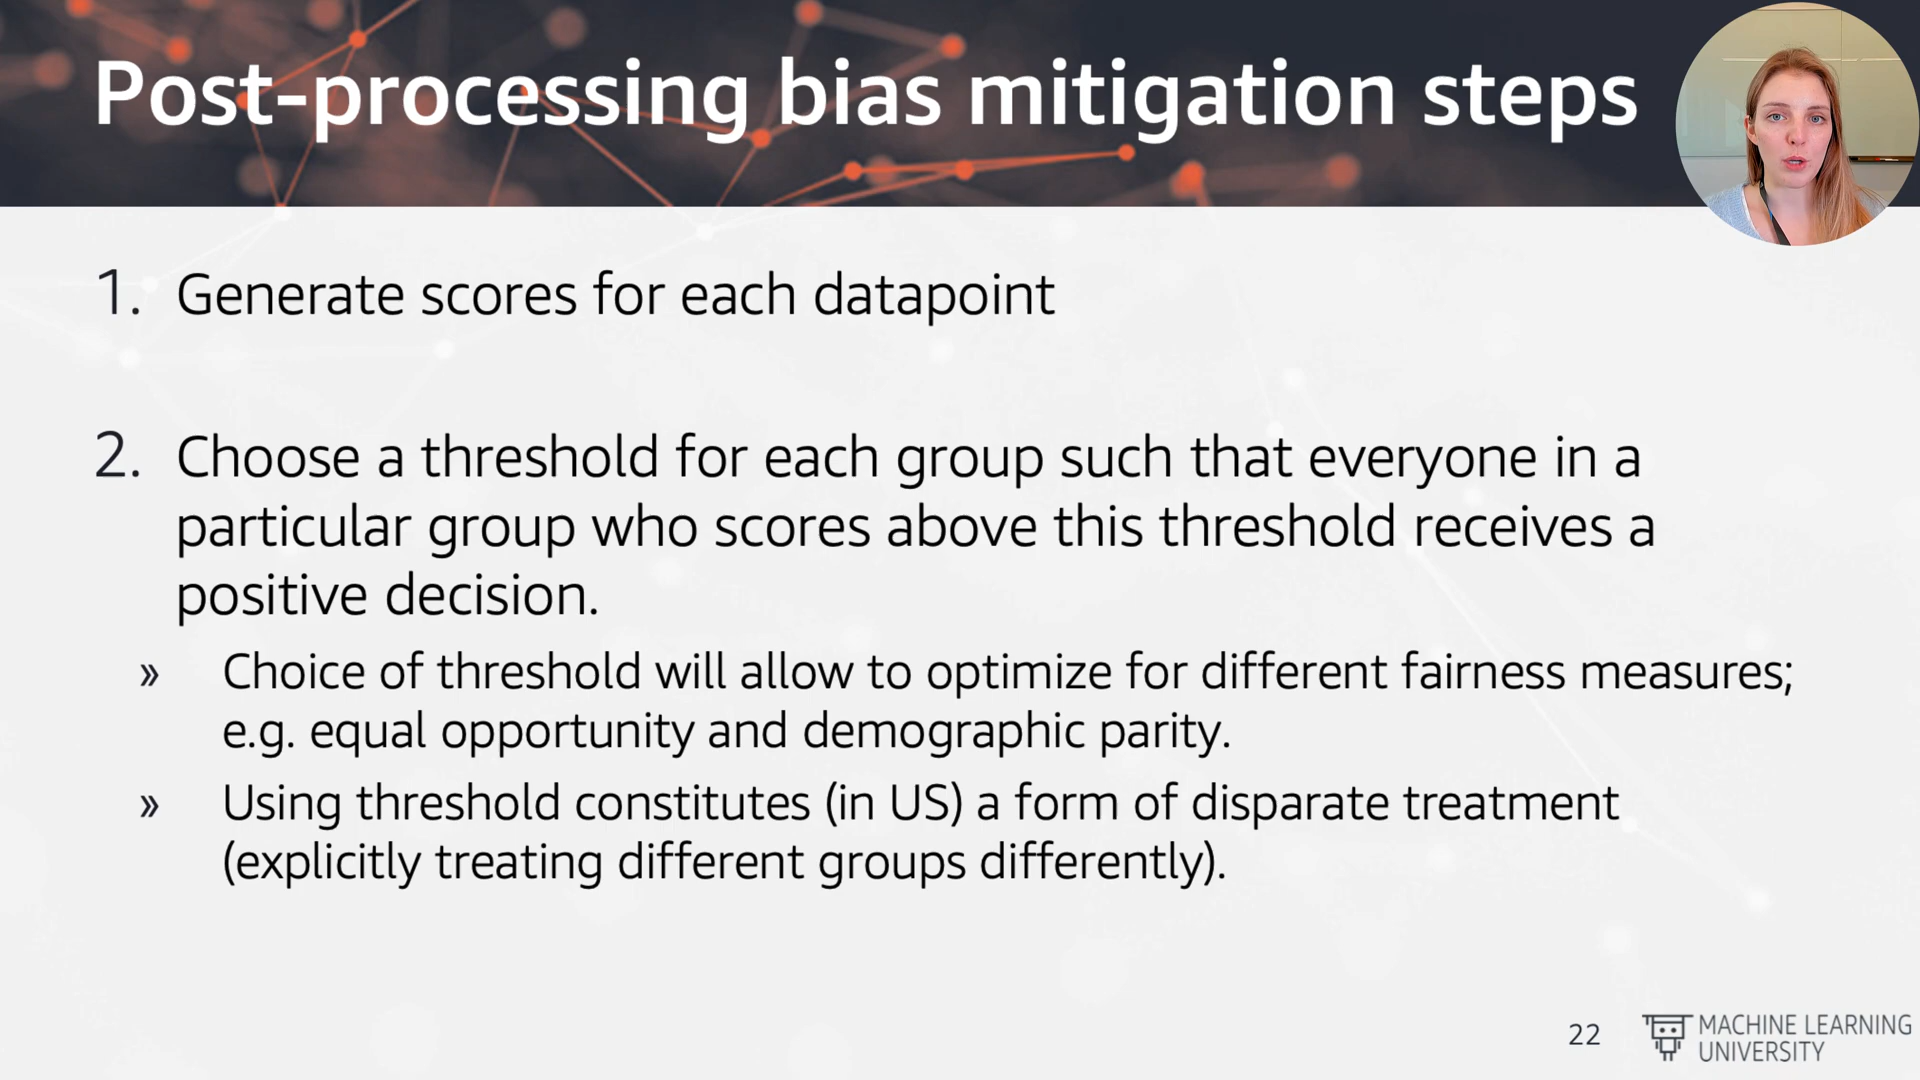 Post-processing bias mitigation steps
1. Generate scores for each datapoint
2. Choose a threshold for each group such that everyone in a
particular group who scores above this threshold receives a
positive decision.
» Choice of threshold will allow to optimize for different fairness measures;
e.g. equal opportunity and demographic parity.
» Using threshold constitutes (in US) a form of disparate treatment
(explicitly treating different groups differently).
22
MACHINE LEARNING
UNIVERSITY